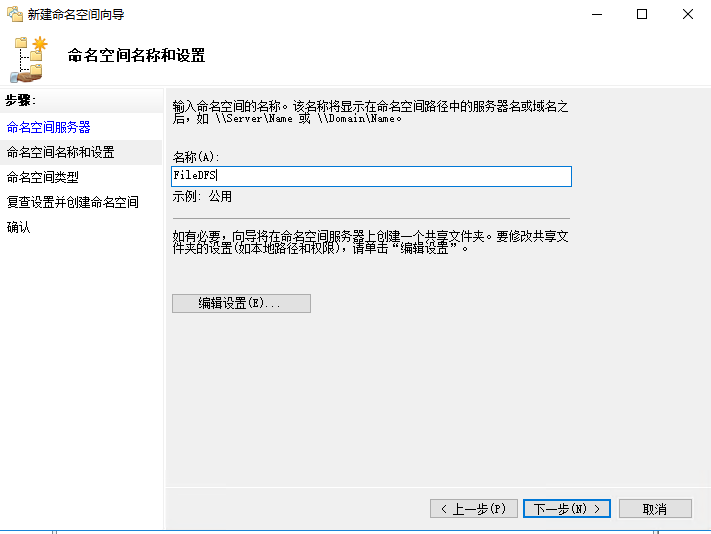 新建命名空间向导
命名空间名称和设置
步骤:
命名空间服务器
命名空间名称和设置
命名空间类型
复查设置并创建命名空间
确认
输入命名空间的名称。该名称将显示在命名空间路径中的服务器名或域名之
后，如 \\Server\Name 或 \\Domain\Name。
名称(A):
FileDFS
示例: 公用
如有必要，向导将在命名空间服务器上创建一个共享文件夹。要修改共享文
件夹的设置(如本地路径和权限)，请单击“编辑设置”。
编辑设置(E)...
< 上一步(P)
下一步(N) >
取消